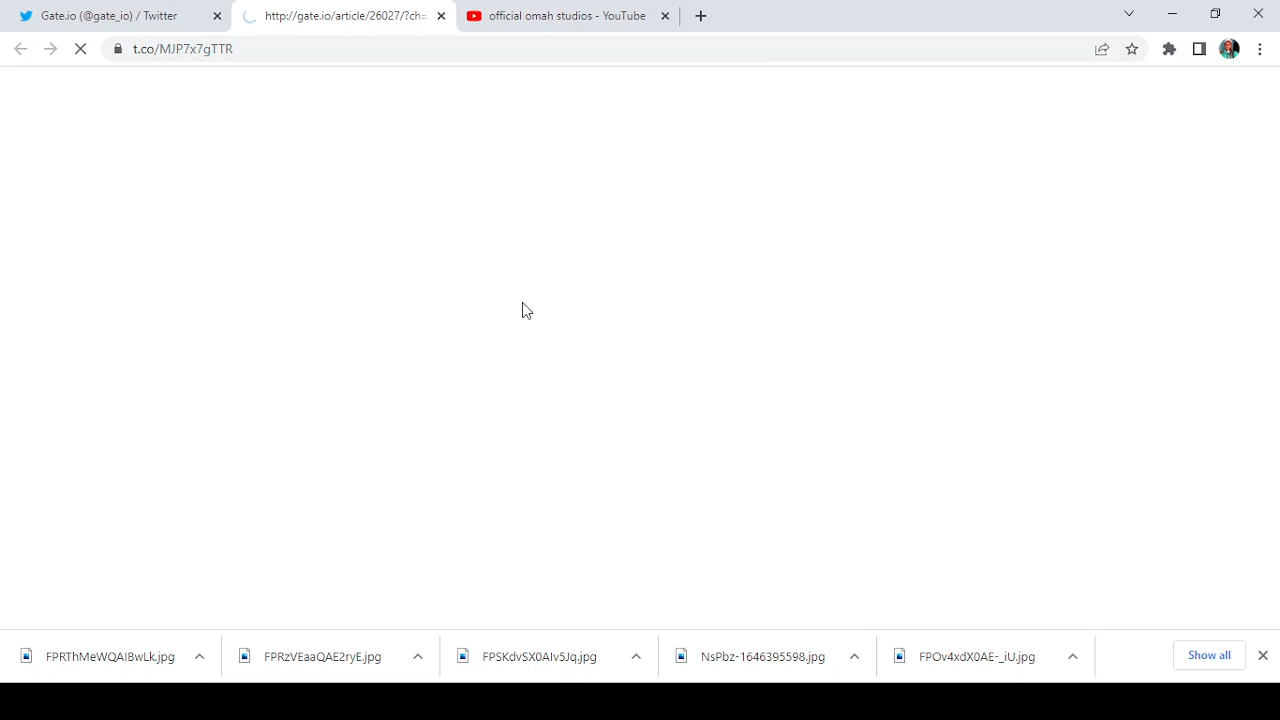 Gate.io (@gate_io) / Twitter
http://gate.io/article/26027/?ch=
official omah studios - YouTube
t.co/MJP7x7gTTR
FPRThMeWQAIBwLk.jpg
FPRzVEaaQAE2ryE.jpg
FPSKdvSX0AIv5Jq.jpg
NsPbz-1646395598.jpg
FPOv4xdX0AE-_iU.jpg
Show all